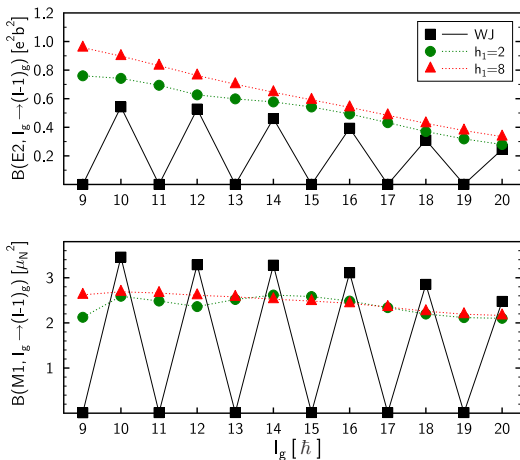 B(E2, I_g → (I-1)_g) [e²b²]
1.2
1.0
0.8
0.6
0.4
0.2
WJ
h₁=2
h₁=8
9 10 11 12 13 14 15 16 17 18 19 20
B(M1, I_g → (I-1)_g) [μ_N²]
3
2
1
9 10 11 12 13 14 15 16 17 18 19 20
I_g [ħ]